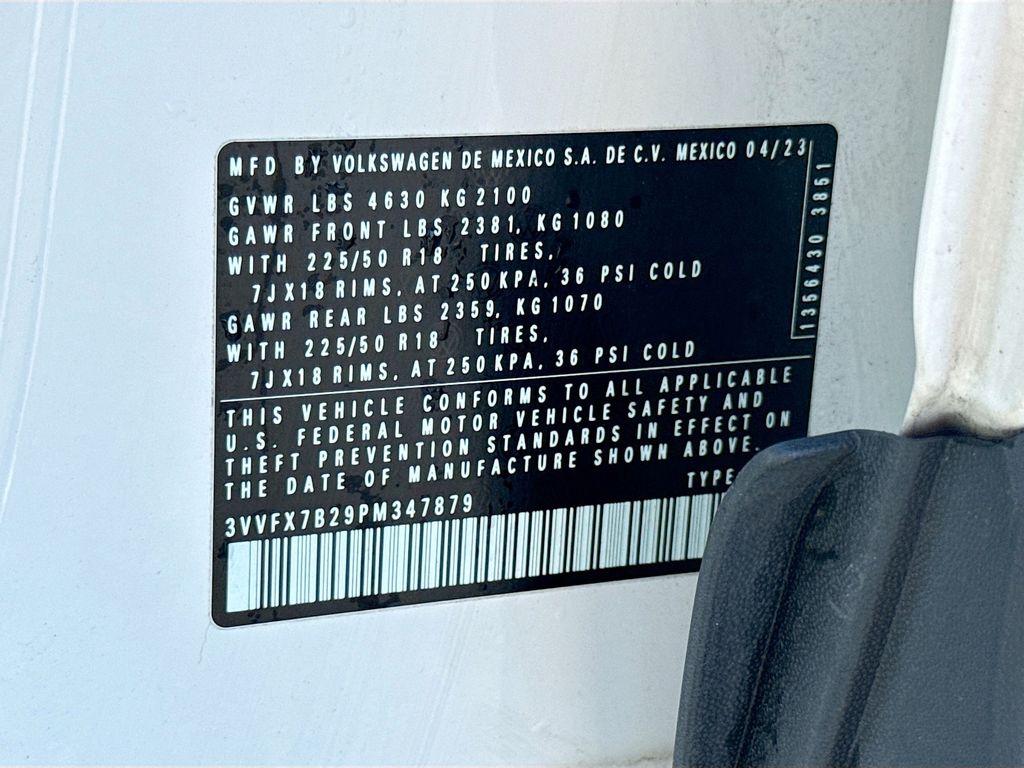 MFD BY VOLKSWAGEN DE MEXICO S.A. DE C.V. MEXICO 04/23
GVWR LBS 4630 KG 2100
GAWR FRONT LBS 2381, KG 1080
WITH 225/50 R18 TIRES,
7JX18 RIMS, AT 250 KPA, 36 PSI COLD
GAWR REAR LBS 2359, KG 1070
WITH 225/50 R18 TIRES,
7JX18 RIMS, AT 250 KPA, 36 PSI COLD
1356430 3851
THIS VEHICLE CONFORMS TO ALL APPLICABLE
U.S. FEDERAL MOTOR VEHICLE SAFETY AND
THEFT PREVENTION STANDARDS IN EFFECT ON
THE DATE OF MANUFACTURE SHOWN ABOVE.
TYPE
3VVFX7B29PM347879